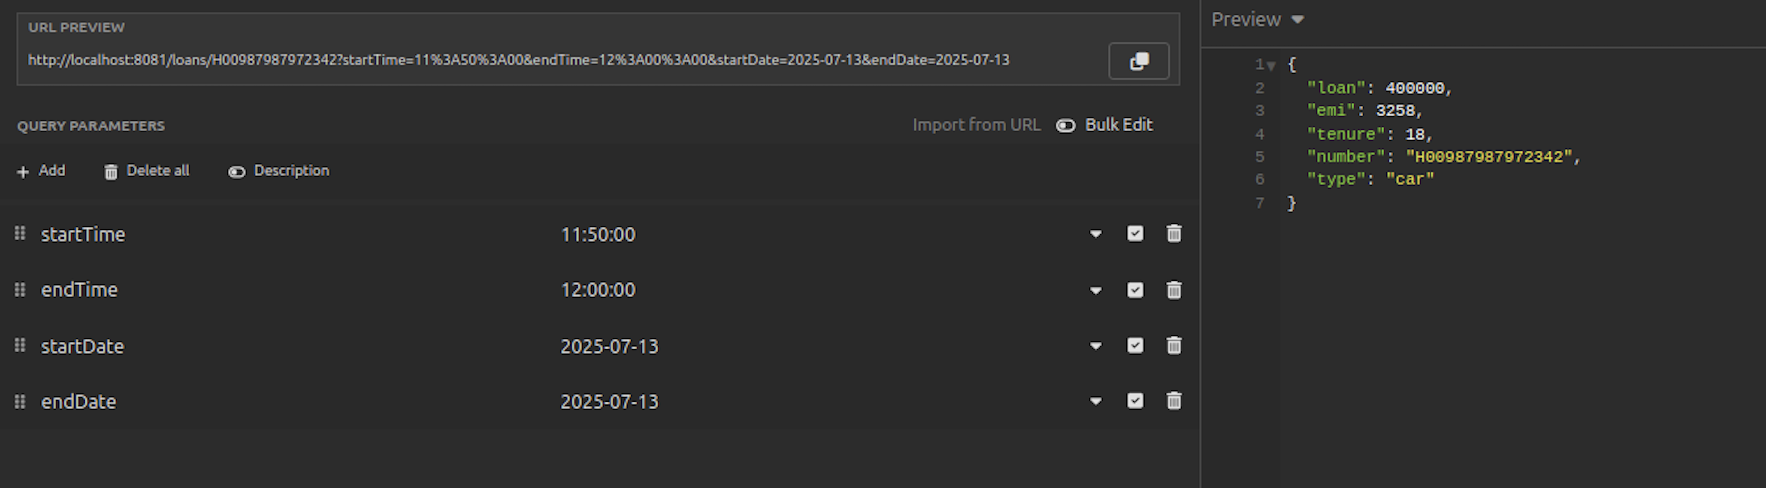 URL PREVIEW
http://localhost:8081/loans/H00987987972342?startTime=11%3A50%3A00&endTime=12%3A00%3A00&startDate=2025-07-13&endDate=2025-07-13
QUERY PARAMETERS
Import from URL Bulk Edit
Add Delete all Description
startTime 11:50:00
endTime 12:00:00
startDate 2025-07-13
endDate 2025-07-13
Preview
1 {
2 "loan": 400000,
3 "emi": 3258,
4 "tenure": 18,
5 "number": "H00987987972342",
6 "type": "car"
7 }